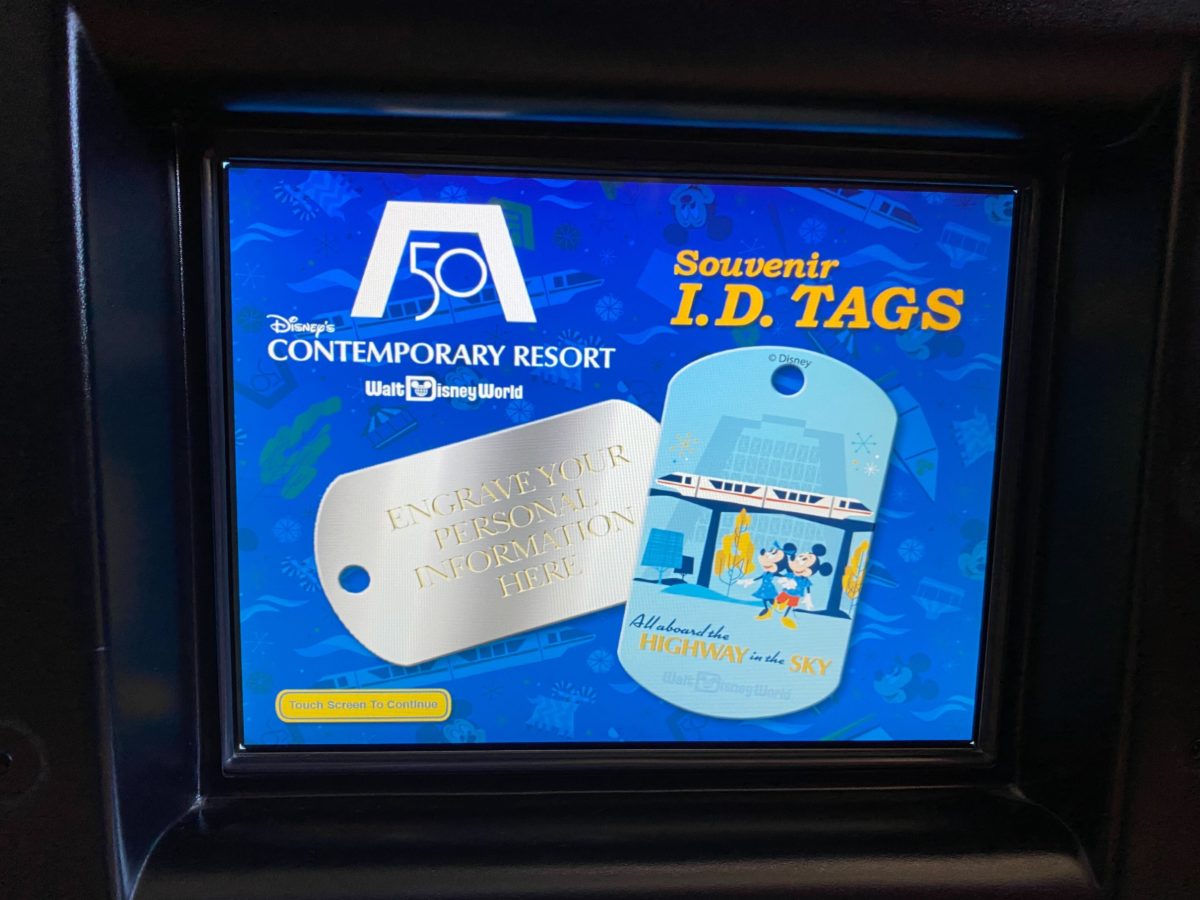 50
Disney's
CONTEMPORARY RESORT
Walt Disney World
Souvenir
I.D. TAGS
ENGRAVE YOUR
PERSONAL
INFORMATION
HERE
© Disney
All aboard the
HIGHWAY in the SKY
Walt Disney World
Touch Screen To Continue